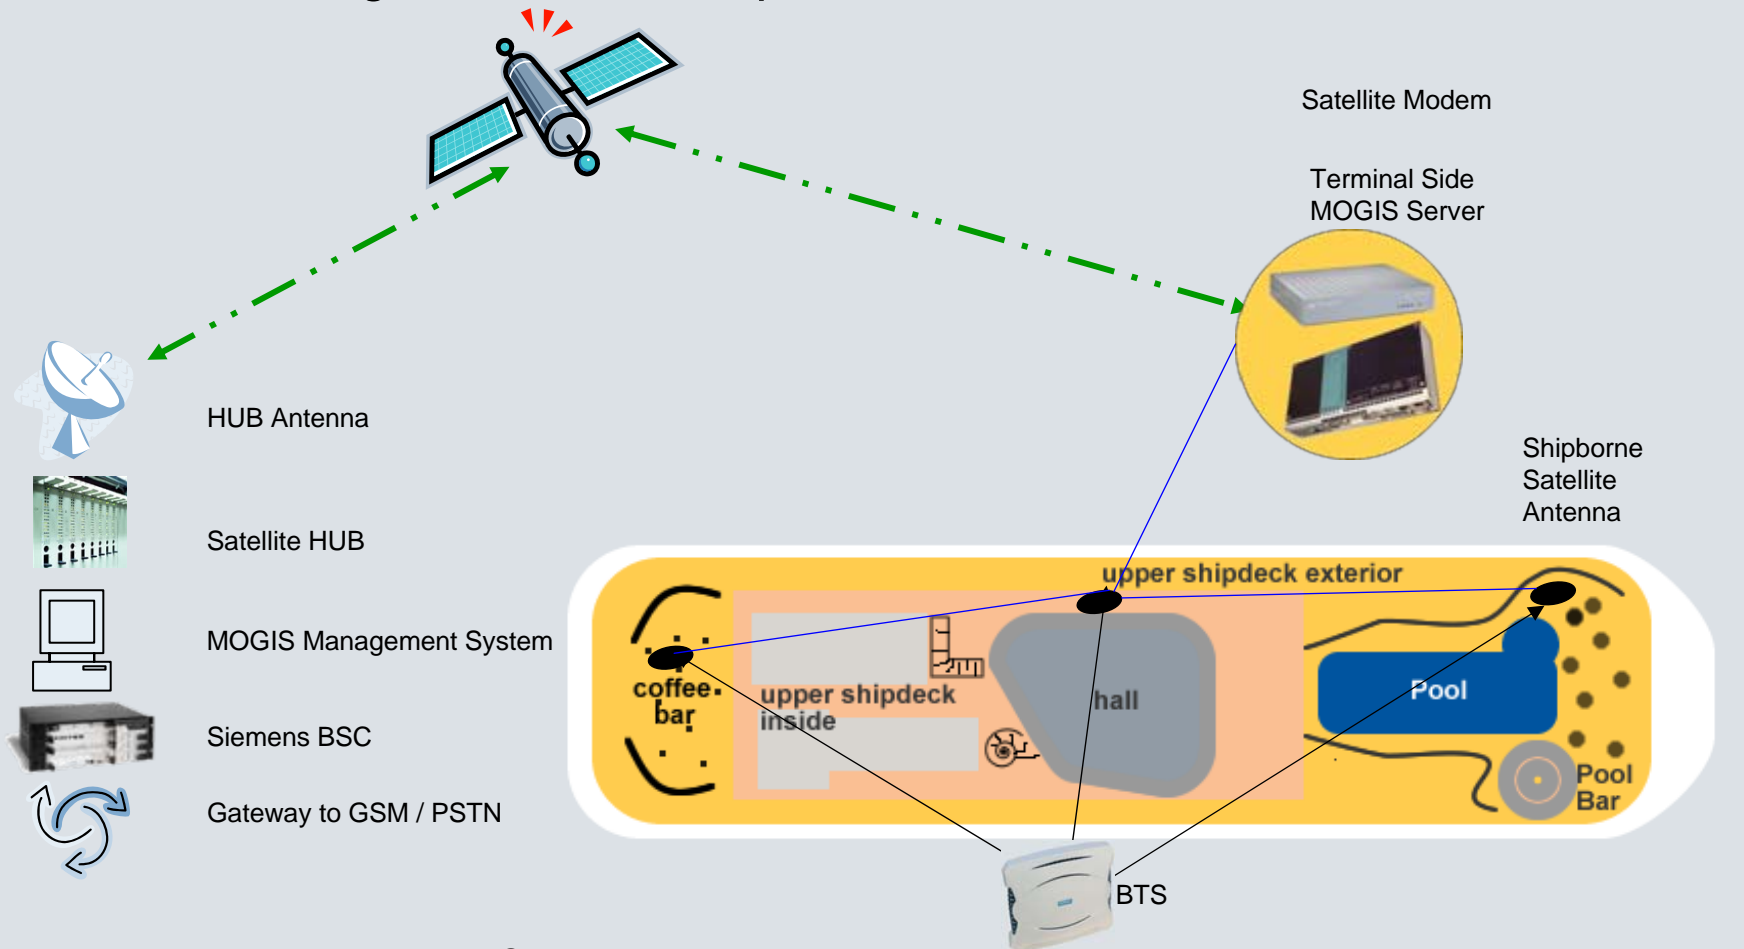 Satellite Modem
Terminal Side
MOGIS Server
HUB Antenna
Shipborne
Satellite
Antenna
Satellite HUB
upper shipdeck exterior
MOGIS Management System
coffee
bar
upper shipdeck
inside
hall
Pool
Siemens BSC
Pool
Bar
Gateway to GSM / PSTN
BTS